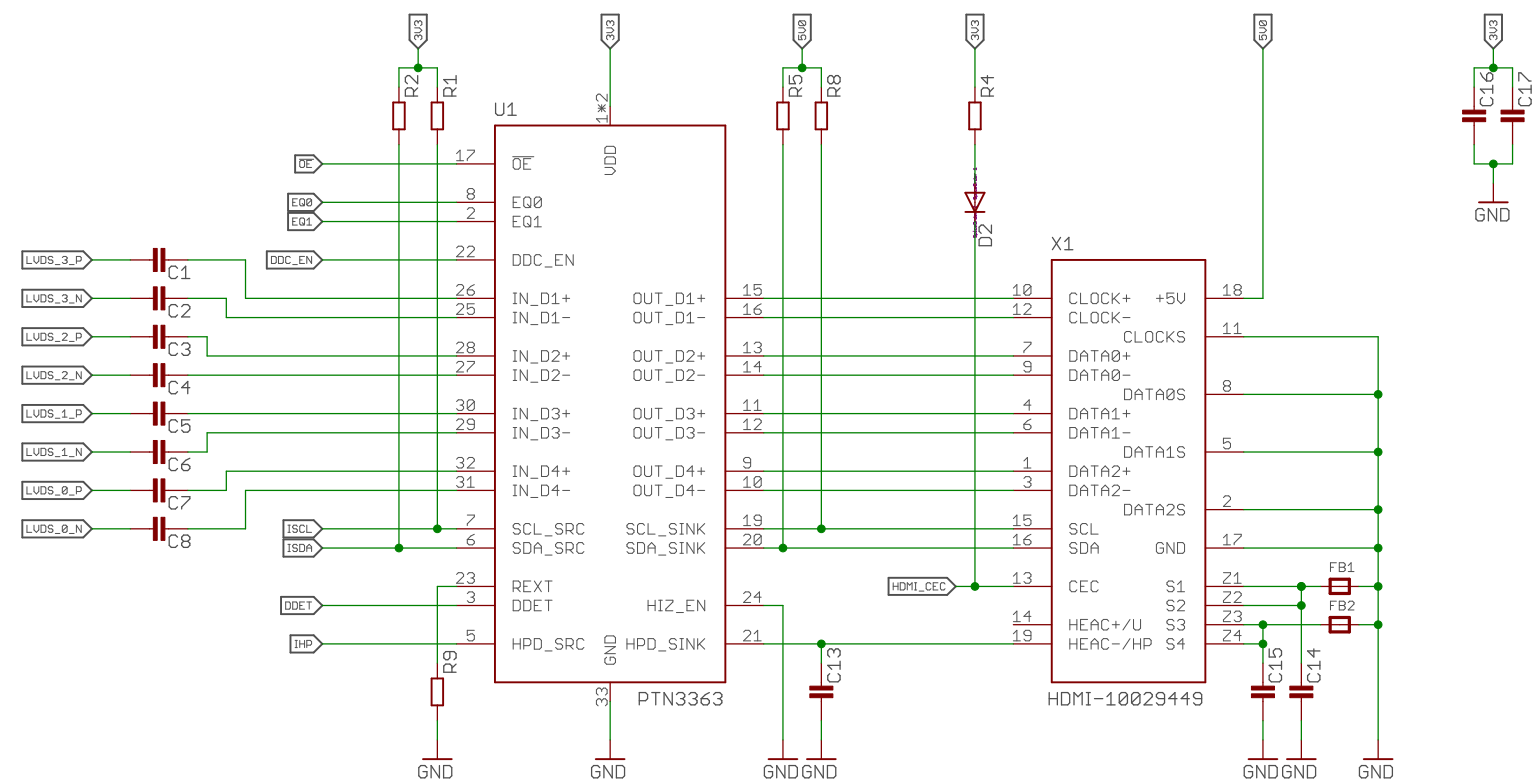 3V3
3V3
5V0
3V3
5V0
3V3
R2
R1
R5
R8
R4
C16
C17
U1
1*2
VDD
GND
OE 17 OE
EQ0 8 EQ0
EQ1 2 EQ1
DDC_EN 22 DDC_EN
D2
X1
LVDS_3_P C1 26 IN_D1+ OUT_D1+ 15 10 CLOCK+ +5V 18
LVDS_3_N C2 25 IN_D1- OUT_D1- 16 12 CLOCK-
CLOCKS 11
LVDS_2_P C3 28 IN_D2+ OUT_D2+ 13 7 DATA0+
LVDS_2_N C4 27 IN_D2- OUT_D2- 14 9 DATA0-
DATA0S 8
LVDS_1_P C5 30 IN_D3+ OUT_D3+ 11 4 DATA1+
LVDS_1_N C6 29 IN_D3- OUT_D3- 12 6 DATA1-
DATA1S 5
LVDS_0_P C7 32 IN_D4+ OUT_D4+ 9 1 DATA2+
LVDS_0_N C8 31 IN_D4- OUT_D4- 10 3 DATA2-
DATA2S 2
ISCL 7 SCL_SRC SCL_SINK 19 15 SCL
ISDA 6 SDA_SRC SDA_SINK 20 16 SDA GND 17
FB1
23 REXT HDMI_CEC 13 CEC S1 Z1
DDET 3 DDET HIZ_EN 24 S2 Z2
FB2
14 HEAC+/U S3 Z3
IHP 5 HPD_SRC GND HPD_SINK 21 19 HEAC-/HP S4 Z4
R9
C13
C15
C14
33
PTN3363
HDMI-10029449
GND
GND
GND
GND
GND
GND
GND